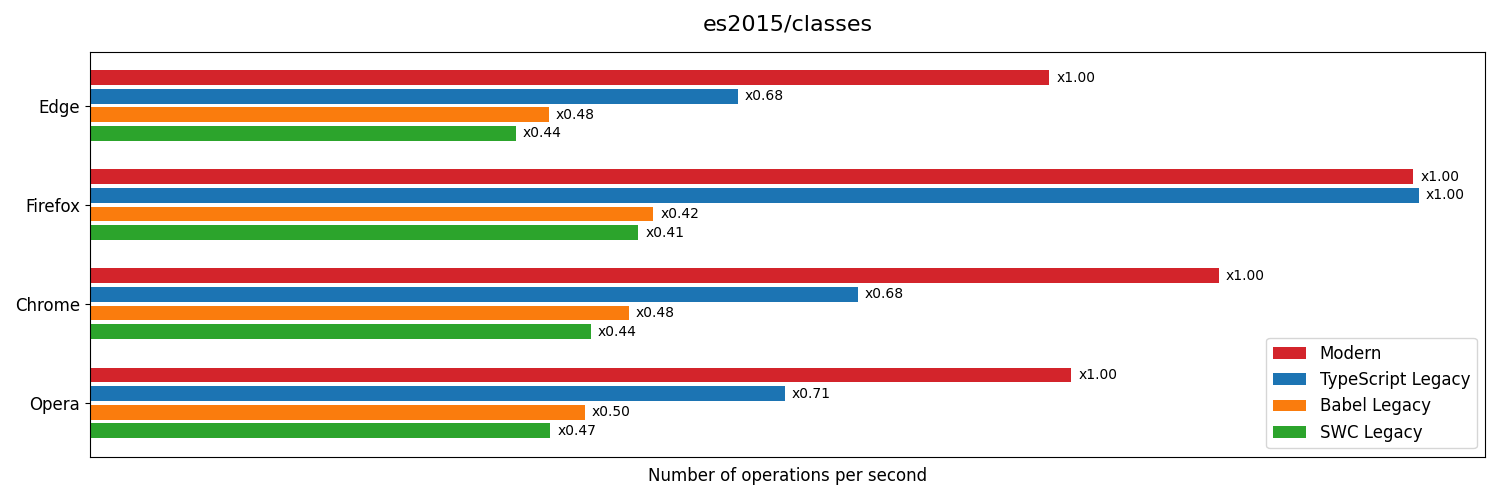 es2015/classes
Edge
x1.00
x0.68
x0.48
x0.44
Firefox
x1.00
x1.00
x0.42
x0.41
Chrome
x1.00
x0.68
x0.48
x0.44
Opera
x1.00
x0.71
x0.50
x0.47
Modern
TypeScript Legacy
Babel Legacy
SWC Legacy
Number of operations per second